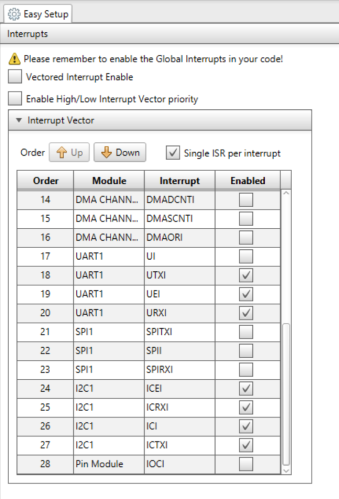 Easy Setup
Interrupts
Please remember to enable the Global Interrupts in your code!
Vectored Interrupt Enable
Enable High/Low Interrupt Vector priority
Interrupt Vector
Order Up Down Single ISR per interrupt
Order Module Interrupt Enabled
14 DMA CHANN... DMADCNTI
15 DMA CHANN... DMASCNTI
16 DMA CHANN... DMAORI
17 UART1 UI
18 UART1 UTXI
19 UART1 UEI
20 UART1 URXI
21 SPI1 SPITXI
22 SPI1 SPII
23 SPI1 SPIRXI
24 I2C1 ICEI
25 I2C1 ICRXI
26 I2C1 ICI
27 I2C1 ICTXI
28 Pin Module IOCI